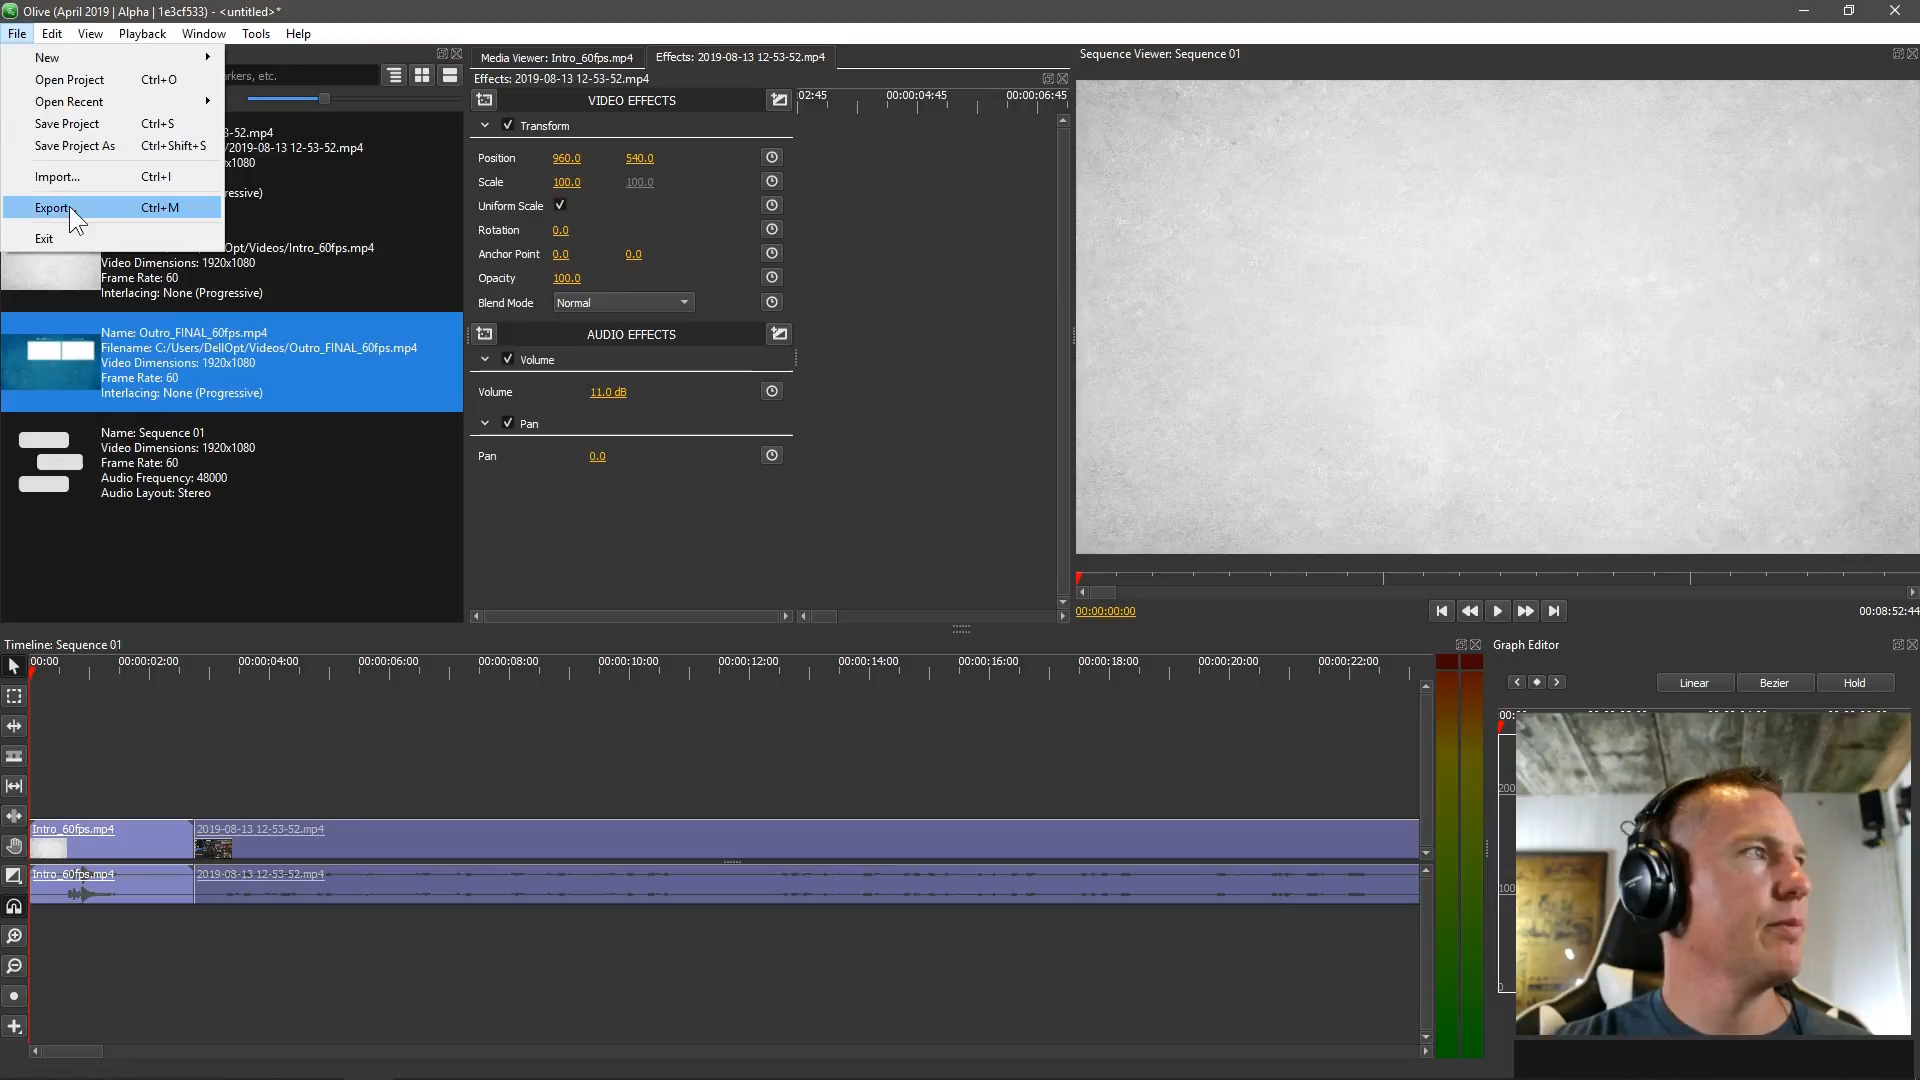 Olive (April 2019 | Alpha | 1e3cf533) - <untitled>*
File Edit View Playback Window Tools Help
New
Open Project Ctrl+O
Open Recent
Save Project Ctrl+S
Save Project As Ctrl+Shift+S
Import... Ctrl+I
Export Ctrl+M
Exit
arkers, etc.
3-52.mp4
/2019-08-13 12-53-52.mp4
x1080
ressive)
Opt/Videos/Intro_60fps.mp4
Video Dimensions: 1920x1080
Frame Rate: 60
Interlacing: None (Progressive)
Name: Outro_FINAL_60fps.mp4
Filename: C:/Users/DellOpt/Videos/Outro_FINAL_60fps.mp4
Video Dimensions: 1920x1080
Frame Rate: 60
Interlacing: None (Progressive)
Name: Sequence 01
Video Dimensions: 1920x1080
Frame Rate: 60
Audio Frequency: 48000
Audio Layout: Stereo
Media Viewer: Intro_60fps.mp4 Effects: 2019-08-13 12-53-52.mp4
Effects: 2019-08-13 12-53-52.mp4
VIDEO EFFECTS
:02:45 00:00:04:45 00:00:06:45
Transform
Position 960.0 540.0
Scale 100.0 100.0
Uniform Scale
Rotation 0.0
Anchor Point 0.0 0.0
Opacity 100.0
Blend Mode Normal
AUDIO EFFECTS
Volume
Volume 11.0 dB
Pan
Pan 0.0
Sequence Viewer: Sequence 01
00:00:00:00 00:08:52:44
Timeline: Sequence 01
00:00 00:00:02:00 00:00:04:00 00:00:06:00 00:00:08:00 00:00:10:00 00:00:12:00 00:00:14:00 00:00:16:00 00:00:18:00 00:00:20:00 00:00:22:00
Intro_60fps.mp4 2019-08-13 12-53-52.mp4
Intro_60fps.mp4 2019-08-13 12-53-52.mp4
Graph Editor
Linear Bezier Hold
00:
200
100
0